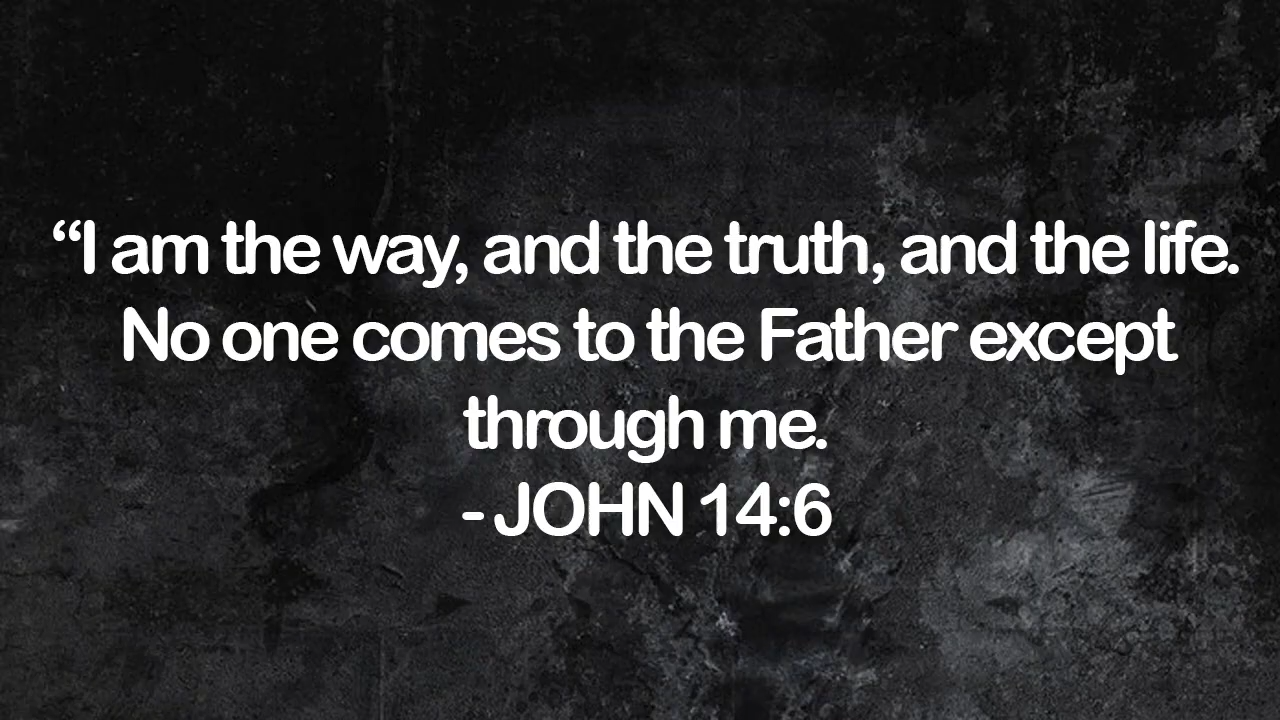 “I am the way, and the truth, and the life.
No one comes to the Father except
through me.
- JOHN 14:6